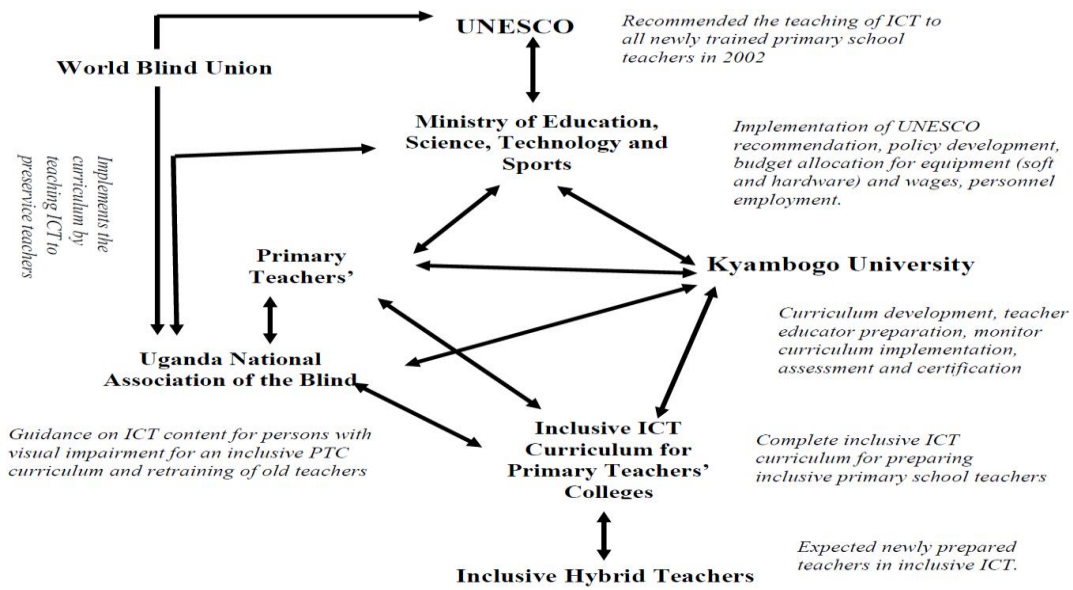 UNESCO
Recommended the teaching of ICT to
all newly trained primary school
teachers in 2002
World Blind Union
Ministry of Education,
Science, Technology and
Sports
Implementation of UNESCO
recommendation, policy development,
budget allocation for equipment (soft
and hardware) and wages, personnel
employment.
Implements the
curriculum by
teaching ICT to
preservice teachers
Primary
Teachers’
Kyambogo University
Curriculum development, teacher
educator preparation, monitor
curriculum implementation,
assessment and certification
Uganda National
Association of the Blind
Guidance on ICT content for persons with
visual impairment for an inclusive PTC
curriculum and retraining of old teachers
Inclusive ICT
Curriculum for
Primary Teachers’
Colleges
Complete inclusive ICT
curriculum for preparing
inclusive primary school teachers
Expected newly prepared
teachers in inclusive ICT.
Inclusive Hybrid Teachers